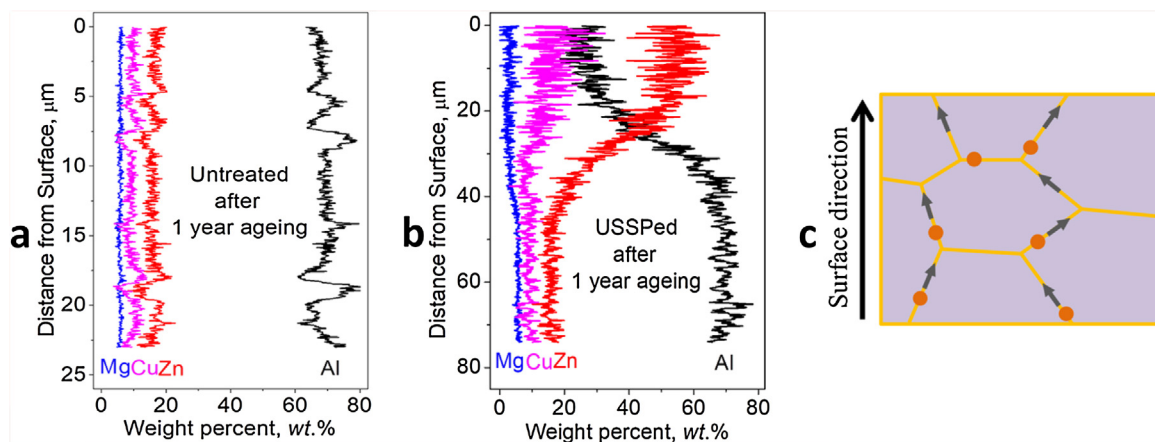 a
Distance from Surface, μm
0
5
10
15
20
25
Untreated
after
1 year ageing
Mg Cu Zn Al
0 20 40 60 80
Weight percent, wt.%
b
Distance from Surface, μm
0
20
40
60
80
USSPed
after
1 year ageing
Mg Cu Zn Al
0 20 40 60 80
Weight percent, wt.%
c
Surface direction